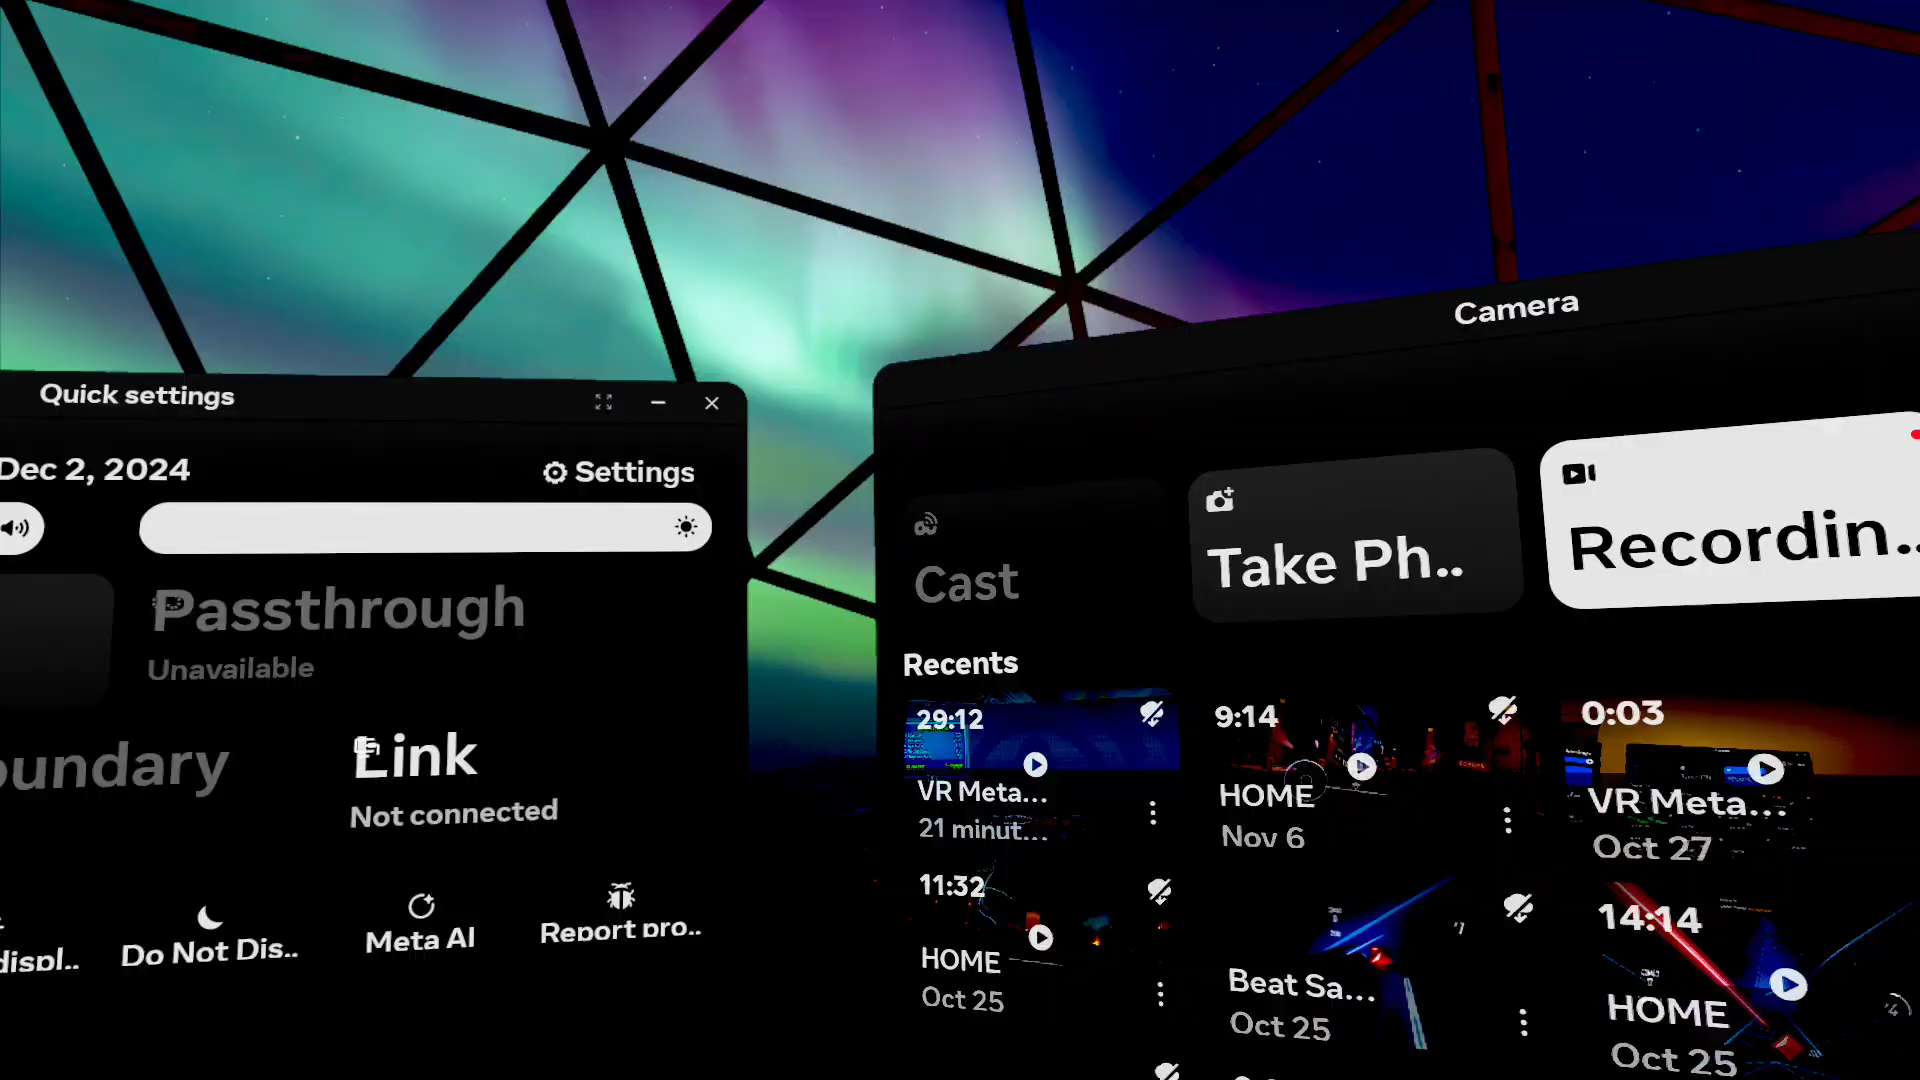 Quick settings
Dec 2, 2024
Settings
Passthrough
Unavailable
oundary
Link
Not connected
displ..
Do Not Dis..
Meta AI
Report pro..
Camera
Cast
Take Ph..
Recordin..
Recents
29:12
VR Meta...
21 minut...
9:14
HOME
Nov 6
0:03
VR Meta...
Oct 27
11:32
HOME
Oct 25
Beat Sa...
Oct 25
14:14
HOME
Oct 25